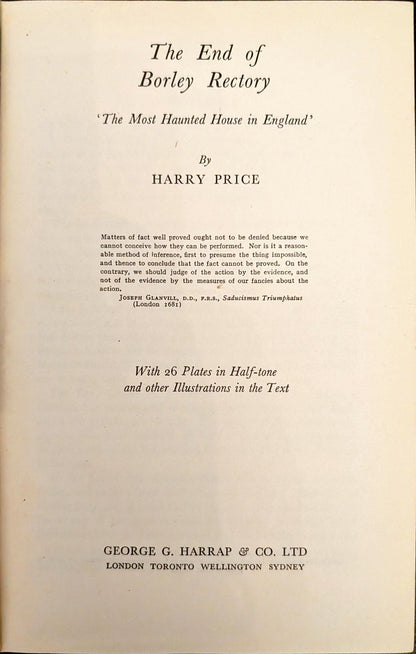 The End of
Borley Rectory
‘The Most Haunted House in England’
By
HARRY PRICE
Matters of fact well proved ought not to be denied because we
cannot conceive how they can be performed. Nor is it a reason-
able method of inference, first to presume the thing impossible,
and thence to conclude that the fact cannot be proved. On the
contrary, we should judge of the action by the evidence, and
not of the evidence by the measures of our fancies about the
action.
JOSEPH GLANVILL, D.D., F.R.S., Saducismus Triumphatus
(London 1681)
With 26 Plates in Half-tone
and other Illustrations in the Text
GEORGE G. HARRAP & CO. LTD
LONDON TORONTO WELLINGTON SYDNEY